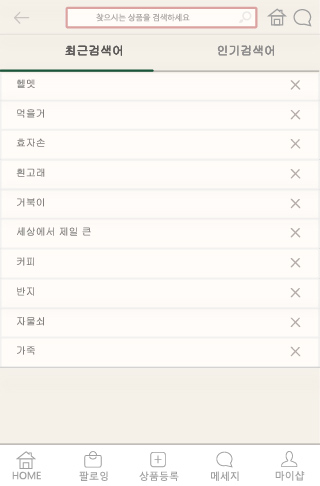 찾으시는 상품을 검색하세요
최근검색어 인기검색어
헬멧
먹을거
효자손
흰고래
거북이
세상에서 제일 큰
커피
반지
자물쇠
가죽
HOME 팔로잉 상품등록 메세지 마이샵